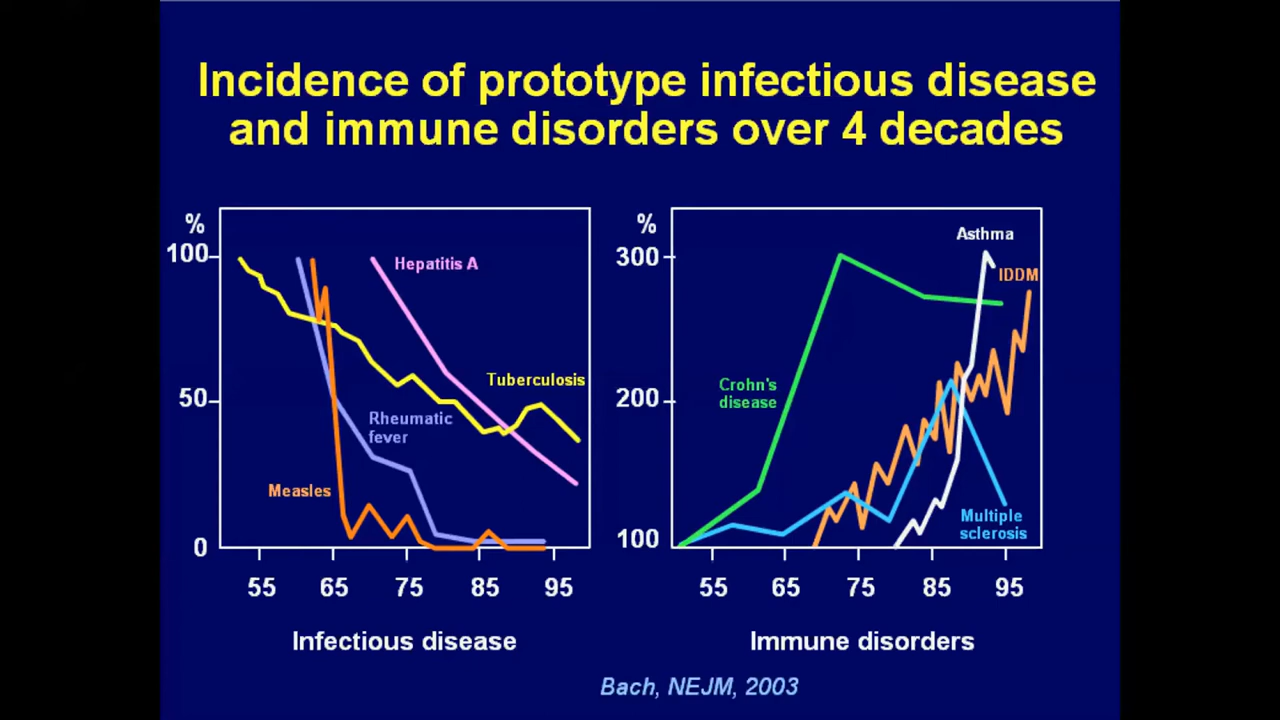 Incidence of prototype infectious disease
and immune disorders over 4 decades
%
100
50
0
Hepatitis A
Tuberculosis
Rheumatic
fever
Measles
55 65 75 85 95
Infectious disease
%
300
200
100
Asthma
IDDM
Crohn's
disease
Multiple
sclerosis
55 65 75 85 95
Immune disorders
Bach, NEJM, 2003